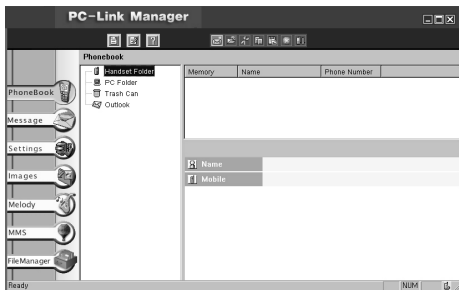 PC-Link Manager
Phonebook
Handset Folder
PC Folder
Trash Can
Outlook
Memory Name Phone Number
Name
Mobile
PhoneBook
Message
Settings
Images
Melody
MMS
FileManager
Ready NUM